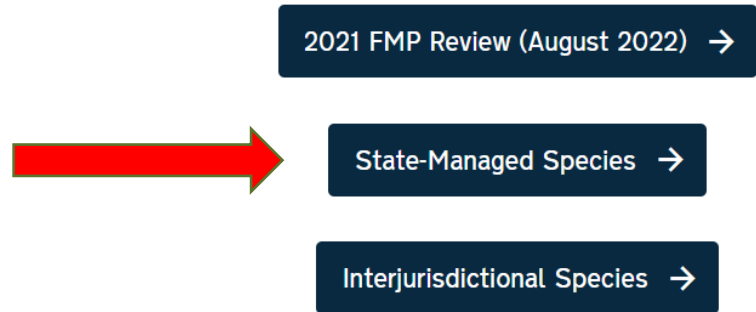 2021 FMP Review (August 2022) →
State-Managed Species →
Interjurisdictional Species →